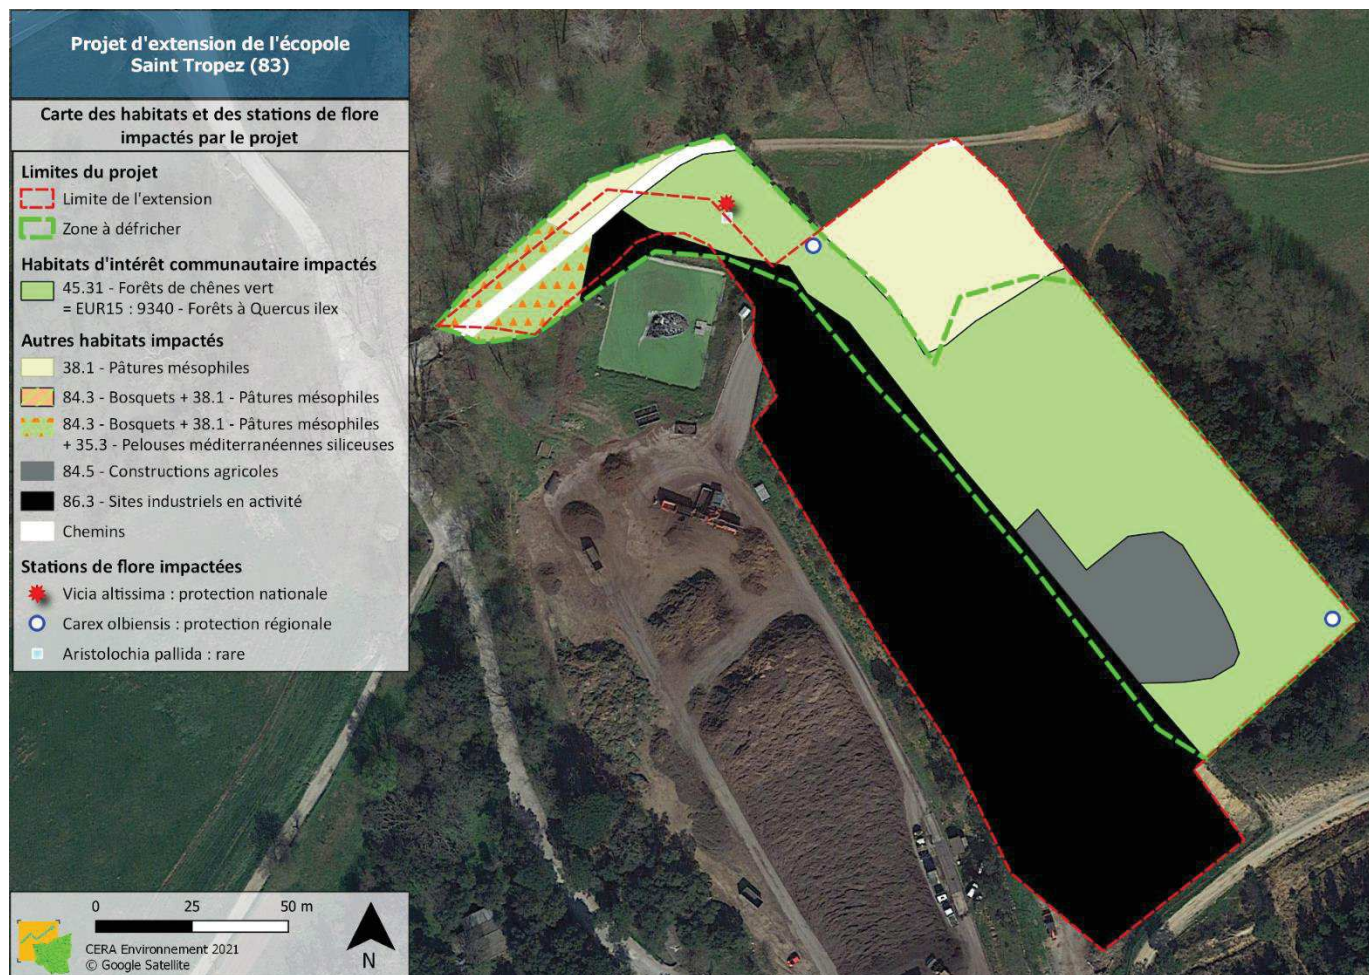 Projet d'extension de l'écopole
Saint Tropez (83)
Carte des habitats et des stations de flore
impactés par le projet
Limites du projet
Limite de l'extension
Zone à défricher
Habitats d'intérêt communautaire impactés
45.31 - Forêts de chênes vert
= EUR15 : 9340 - Forêts à Quercus ilex
Autres habitats impactés
38.1 - Pâtures mésophiles
84.3 - Bosquets + 38.1 - Pâtures mésophiles
84.3 - Bosquets + 38.1 - Pâtures mésophiles
+ 35.3 - Pelouses méditerranéennes siliceuses
84.5 - Constructions agricoles
86.3 - Sites industriels en activité
Chemins
Stations de flore impactées
Vicia altissima : protection nationale
Carex olbiensis : protection régionale
Aristolochia pallida : rare
0 25 50 m
CERA Environnement 2021
© Google Satellite
N